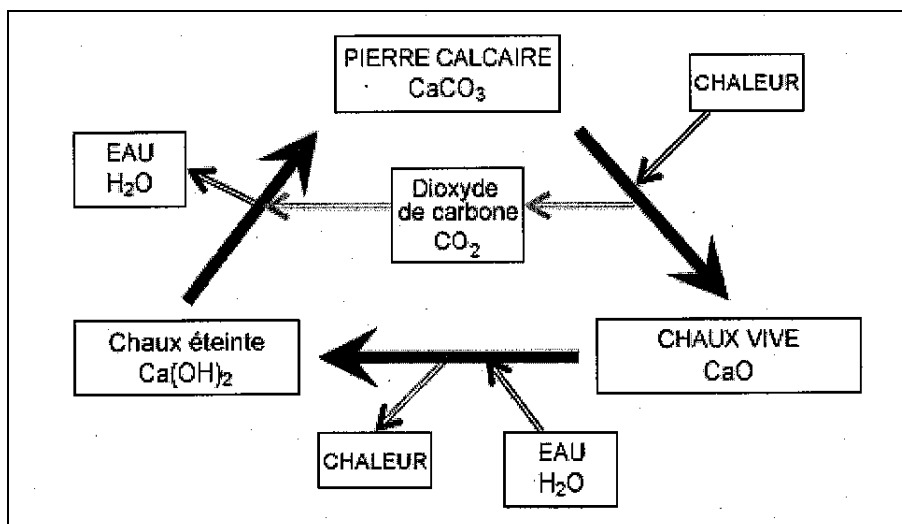 PIERRE CALCAIRE
CaCO₃
CHALEUR
EAU
H₂O
Dioxyde
de carbone
CO₂
Chaux éteinte
Ca(OH)₂
CHAUX VIVE
CaO
CHALEUR
EAU
H₂O